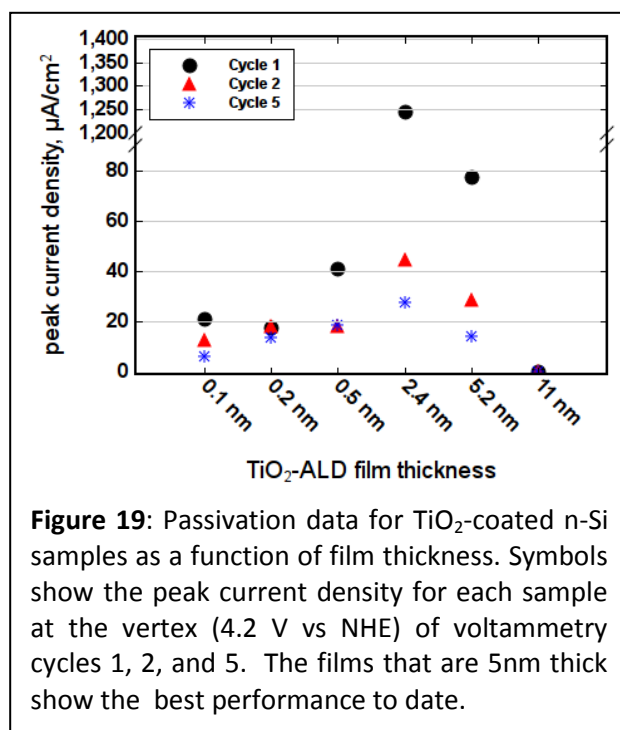 1,400
1,350
1,300
1,250
1,200
80
60
40
20
0
peak current density, µA/cm²
Cycle 1
Cycle 2
Cycle 5
0.1 nm
0.2 nm
0.5 nm
2.4 nm
5.2 nm
11 nm
TiO₂-ALD film thickness
Figure 19: Passivation data for TiO₂-coated n-Si
samples as a function of film thickness. Symbols
show the peak current density for each sample
at the vertex (4.2 V vs NHE) of voltammetry
cycles 1, 2, and 5. The films that are 5nm thick
show the best performance to date.